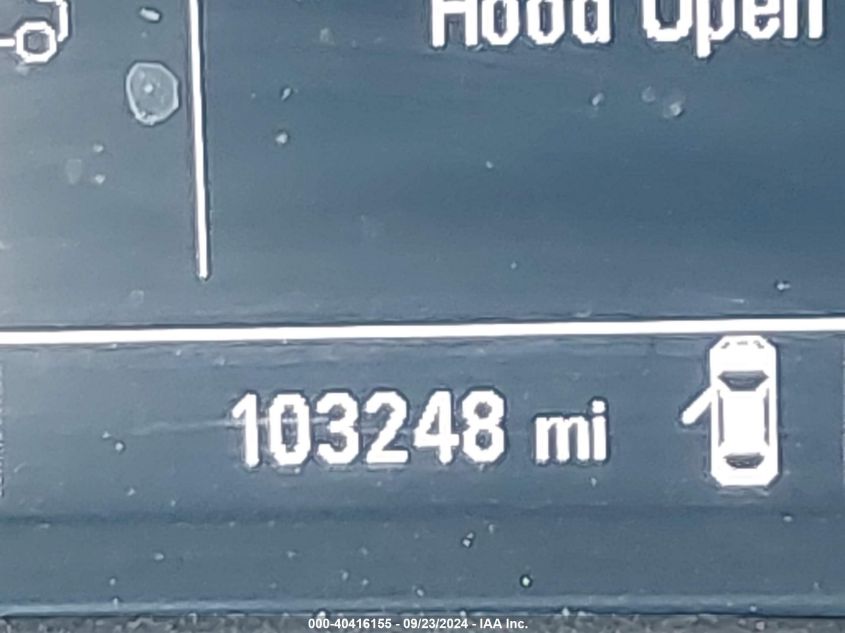 Hood Open
103248 mi
000-40416155 - 09/23/2024 - IAA Inc.